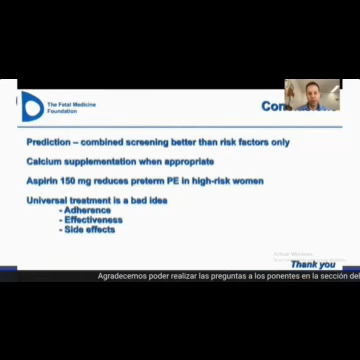 The Fetal Medicine
Foundation
Prediction – combined screening better than risk factors only
Calcium supplementation when appropriate
Aspirin 150 mg reduces preterm PE in high-risk women
Universal treatment is a bad idea
- Adherence
- Effectiveness
- Side effects
Activar Windows
Thank you
Agradecemos poder realizar las preguntas a los ponentes en la sección del